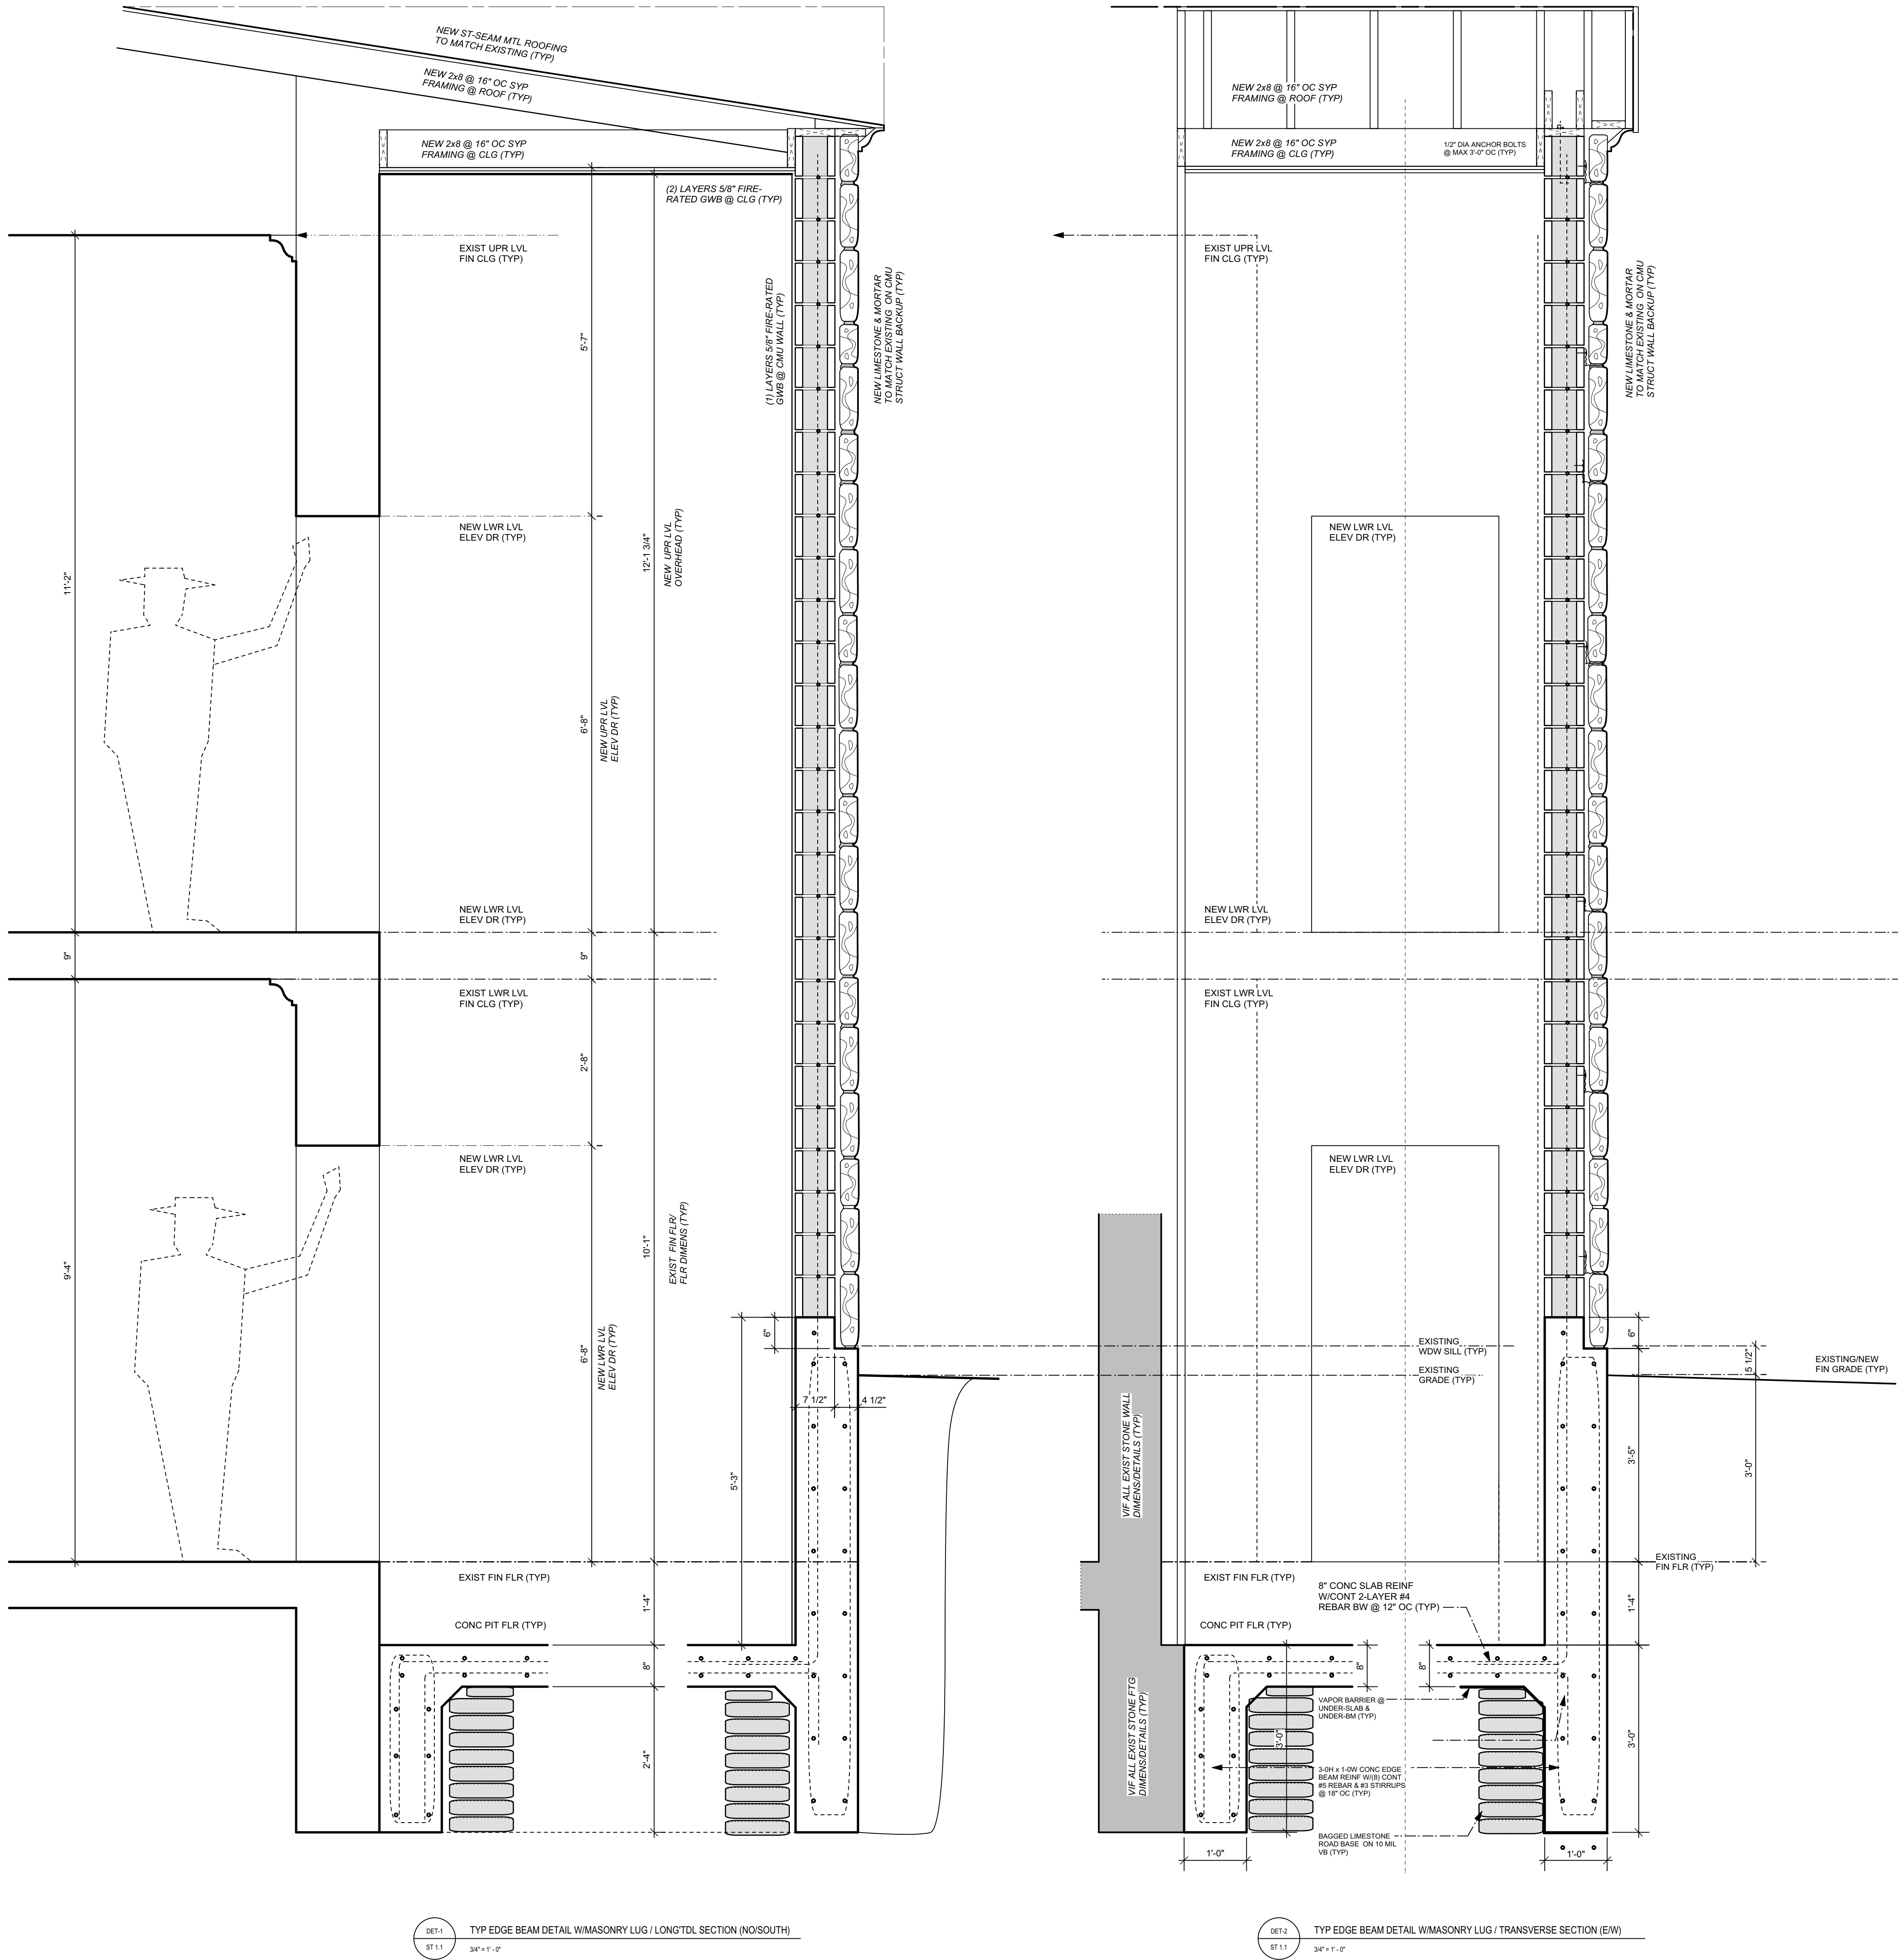 NEW ST-SEAM MTL ROOFING
TO MATCH EXISTING (TYP)
NEW 2x8 @ 16" OC SYP
FRAMING @ ROOF (TYP)
NEW 2x8 @ 16" OC SYP
FRAMING @ CLG (TYP)
(2) LAYERS 5/8" FIRE-
RATED GWB @ CLG (TYP)
EXIST UPR LVL
FIN CLG (TYP)
(1) LAYERS 5/8" FIRE-RATED
GWB @ CMU WALL (TYP)
NEW LIMESTONE & MORTAR
TO MATCH EXISTING ON CMU
STRUCT WALL BACKUP (TYP)
5'-7"
NEW LWR LVL
ELEV DR (TYP)
11'-2"
12'-1 3/4"
NEW UPR LVL
OVERHEAD (TYP)
6'-8"
NEW UPR LVL
ELEV DR (TYP)
NEW LWR LVL
ELEV DR (TYP)
9"
9"
EXIST LWR LVL
FIN CLG (TYP)
2'-8"
NEW LWR LVL
ELEV DR (TYP)
9'-4"
10'-1"
EXIST FIN FLR/
FLR DIMENS (TYP)
6'-8"
NEW LWR LVL
ELEV DR (TYP)
6"
7 1/2"
4 1/2"
5'-3"
EXIST FIN FLR (TYP)
1'-4"
CONC PIT FLR (TYP)
8"
2'-4"
DET-1
ST 1.1
TYP EDGE BEAM DETAIL W/MASONRY LUG / LONG'TDL SECTION (NO/SOUTH)
3/4" = 1' - 0"
NEW 2x8 @ 16" OC SYP
FRAMING @ ROOF (TYP)
NEW 2x8 @ 16" OC SYP
FRAMING @ CLG (TYP)
1/2" DIA ANCHOR BOLTS
@ MAX 3'-0" OC (TYP)
EXIST UPR LVL
FIN CLG (TYP)
NEW LIMESTONE & MORTAR
TO MATCH EXISTING ON CMU
STRUCT WALL BACKUP (TYP)
NEW LWR LVL
ELEV DR (TYP)
NEW LWR LVL
ELEV DR (TYP)
EXIST LWR LVL
FIN CLG (TYP)
NEW LWR LVL
ELEV DR (TYP)
EXISTING
WDW SILL (TYP)
EXISTING
GRADE (TYP)
6"
5 1/2"
EXISTING/NEW
FIN GRADE (TYP)
VIF ALL EXIST STONE WALL
DIMENS/DETAILS (TYP)
3'-5"
3'-0"
EXISTING
FIN FLR (TYP)
EXIST FIN FLR (TYP)
8" CONC SLAB REINF
W/CONT 2-LAYER #4
REBAR BW @ 12" OC (TYP)
1'-4"
CONC PIT FLR (TYP)
8"
8"
VIF ALL EXIST STONE FTG
DIMENS/DETAILS (TYP)
VAPOR BARRIER @
UNDER-SLAB &
UNDER-BM (TYP)
3'-0"
3'-0"
3-0H x 1-0W CONC EDGE
BEAM REINF W/(8) CONT
#5 REBAR & #3 STIRRUPS
@ 18" OC (TYP)
BAGGED LIMESTONE
ROAD BASE ON 10 MIL
VB (TYP)
1'-0"
1'-0"
DET-2
ST 1.1
TYP EDGE BEAM DETAIL W/MASONRY LUG / TRANSVERSE SECTION (E/W)
3/4" = 1' - 0"